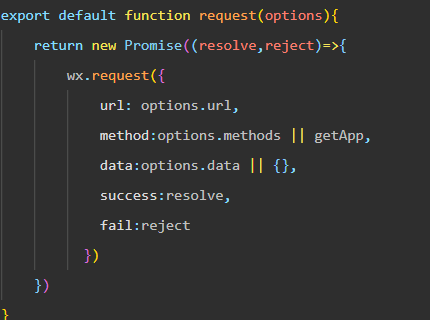 export default function request(options){
return new Promise((resolve,reject)=>{
wx.request({
url: options.url,
method:options.methods || getApp,
data:options.data || {},
success:resolve,
fail:reject
})
})
}